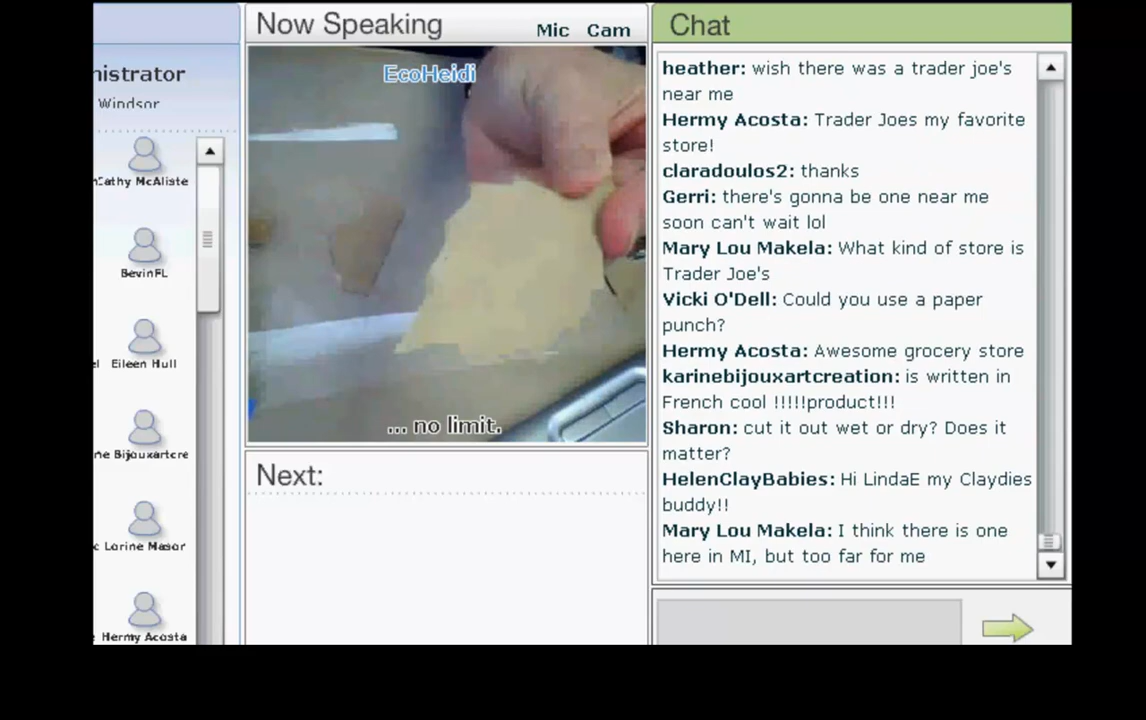 nistrator
Windsor
Cathy McAliste
BevinFL
Eileen Hull
ne Bijouxartcre
Lorine Mason
Hermy Acosta
Now Speaking
Mic Cam
EcoHeidi
... no limit.
Next:
Chat
heather: wish there was a trader joe's
near me
Hermy Acosta: Trader Joes my favorite
store!
claradoulos2: thanks
Gerri: there's gonna be one near me
soon can't wait lol
Mary Lou Makela: What kind of store is
Trader Joe's
Vicki O'Dell: Could you use a paper
punch?
Hermy Acosta: Awesome grocery store
karinebijouxartcreation: is written in
French cool !!!!!product!!!
Sharon: cut it out wet or dry? Does it
matter?
HelenClayBabies: Hi LindaE my Claydies
buddy!!
Mary Lou Makela: I think there is one
here in MI, but too far for me